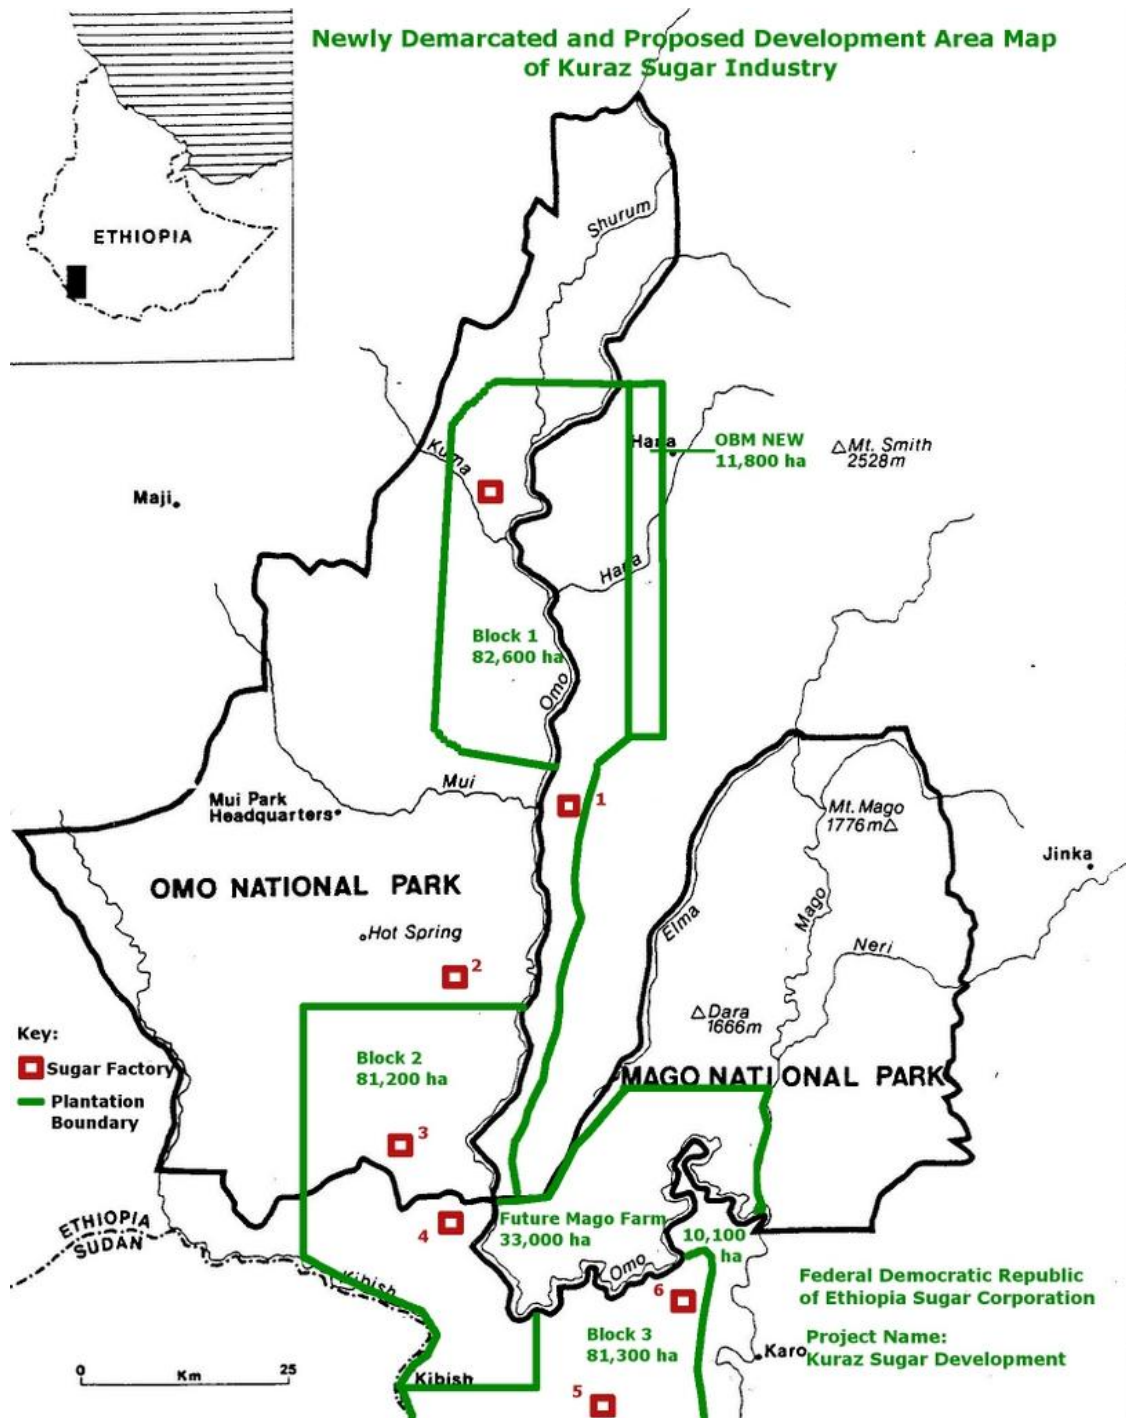 Newly Demarcated and Proposed Development Area Map
of Kuraz Sugar Industry
ETHIOPIA
Shurum
Hana
OBM NEW
11,800 ha
Mt. Smith
2528m
Kuma
Maji
Hana
Block 1
82,600 ha
Omo
Mui
Mui Park
Headquarters
1
Mt. Mago
1776m
Jinka
OMO NATIONAL PARK
Elma
Mago
Neri
Hot Spring
2
Dara
1666m
Key:
Sugar Factory
Plantation
Boundary
Block 2
81,200 ha
MAGO NATIONAL PARK
3
ETHIOPIA
SUDAN
4
Future Mago Farm
33,000 ha
10,100
ha
Omo
Kibish
6
Federal Democratic Republic
of Ethiopia Sugar Corporation
Block 3
81,300 ha
Karo
Project Name:
Kuraz Sugar Development
0
25
Km
Kibish
5